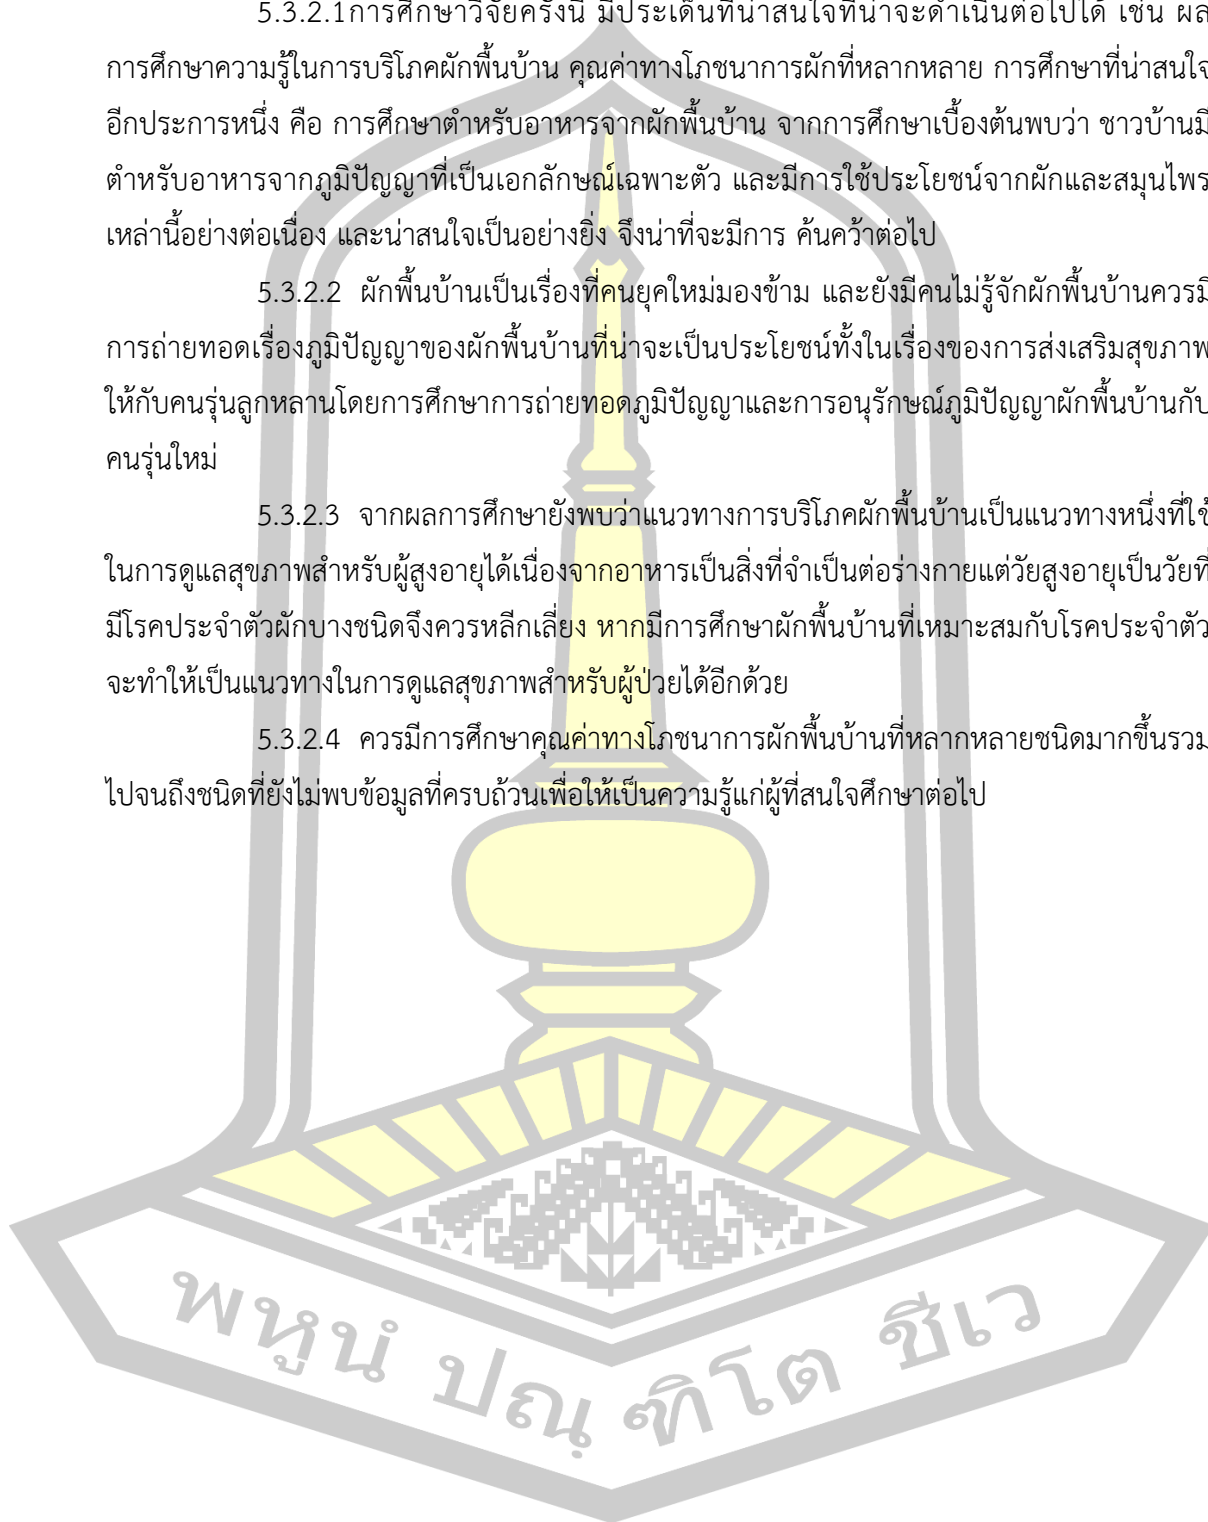 5.3.2.1การศึกษาวิจัยครั้งนี้ มีประเด็นที่น่าสนใจที่น่าจะดำเนินต่อไปได้ เช่น ผล
การศึกษาความรู้ในการบริโภคผักพื้นบ้าน คุณค่าทางโภชนาการผักที่หลากหลาย การศึกษาที่น่าสนใจ
อีกประการหนึ่ง คือ การศึกษาตำหรับอาหารจากผักพื้นบ้าน จากการศึกษาเบื้องต้นพบว่า ชาวบ้านมี
ตำหรับอาหารจากภูมิปัญญาที่เป็นเอกลักษณ์เฉพาะตัว และมีการใช้ประโยชน์จากผักและสมุนไพร
เหล่านี้อย่างต่อเนื่อง และน่าสนใจเป็นอย่างยิ่ง จึงน่าที่จะมีการ ค้นคว้าต่อไป
5.3.2.2 ผักพื้นบ้านเป็นเรื่องที่คนยุคใหม่มองข้าม และยังมีคนไม่รู้จักผักพื้นบ้านควรมี
การถ่ายทอดเรื่องภูมิปัญญาของผักพื้นบ้านที่น่าจะเป็นประโยชน์ทั้งในเรื่องของการส่งเสริมสุขภาพ
ให้กับคนรุ่นลูกหลานโดยการศึกษาการถ่ายทอดภูมิปัญญาและการอนุรักษ์ภูมิปัญญาผักพื้นบ้านกับ
คนรุ่นใหม่
5.3.2.3 จากผลการศึกษายังพบว่าแนวทางการบริโภคผักพื้นบ้านเป็นแนวทางหนึ่งที่ใช้
ในการดูแลสุขภาพสำหรับผู้สูงอายุได้เนื่องจากอาหารเป็นสิ่งที่จำเป็นต่อร่างกายแต่วัยสูงอายุเป็นวัยที่
มีโรคประจำตัวผักบางชนิดจึงควรหลีกเลี่ยง หากมีการศึกษาผักพื้นบ้านที่เหมาะสมกับโรคประจำตัว
จะทำให้เป็นแนวทางในการดูแลสุขภาพสำหรับผู้ป่วยได้อีกด้วย
5.3.2.4 ควรมีการศึกษาคุณค่าทางโภชนาการผักพื้นบ้านที่หลากหลายชนิดมากขึ้นรวม
ไปจนถึงชนิดที่ยังไม่พบข้อมูลที่ครบถ้วนเพื่อให้เป็นความรู้แก่ผู้ที่สนใจศึกษาต่อไป
พหูนํ ปณฺ ฑิโต ชีเว